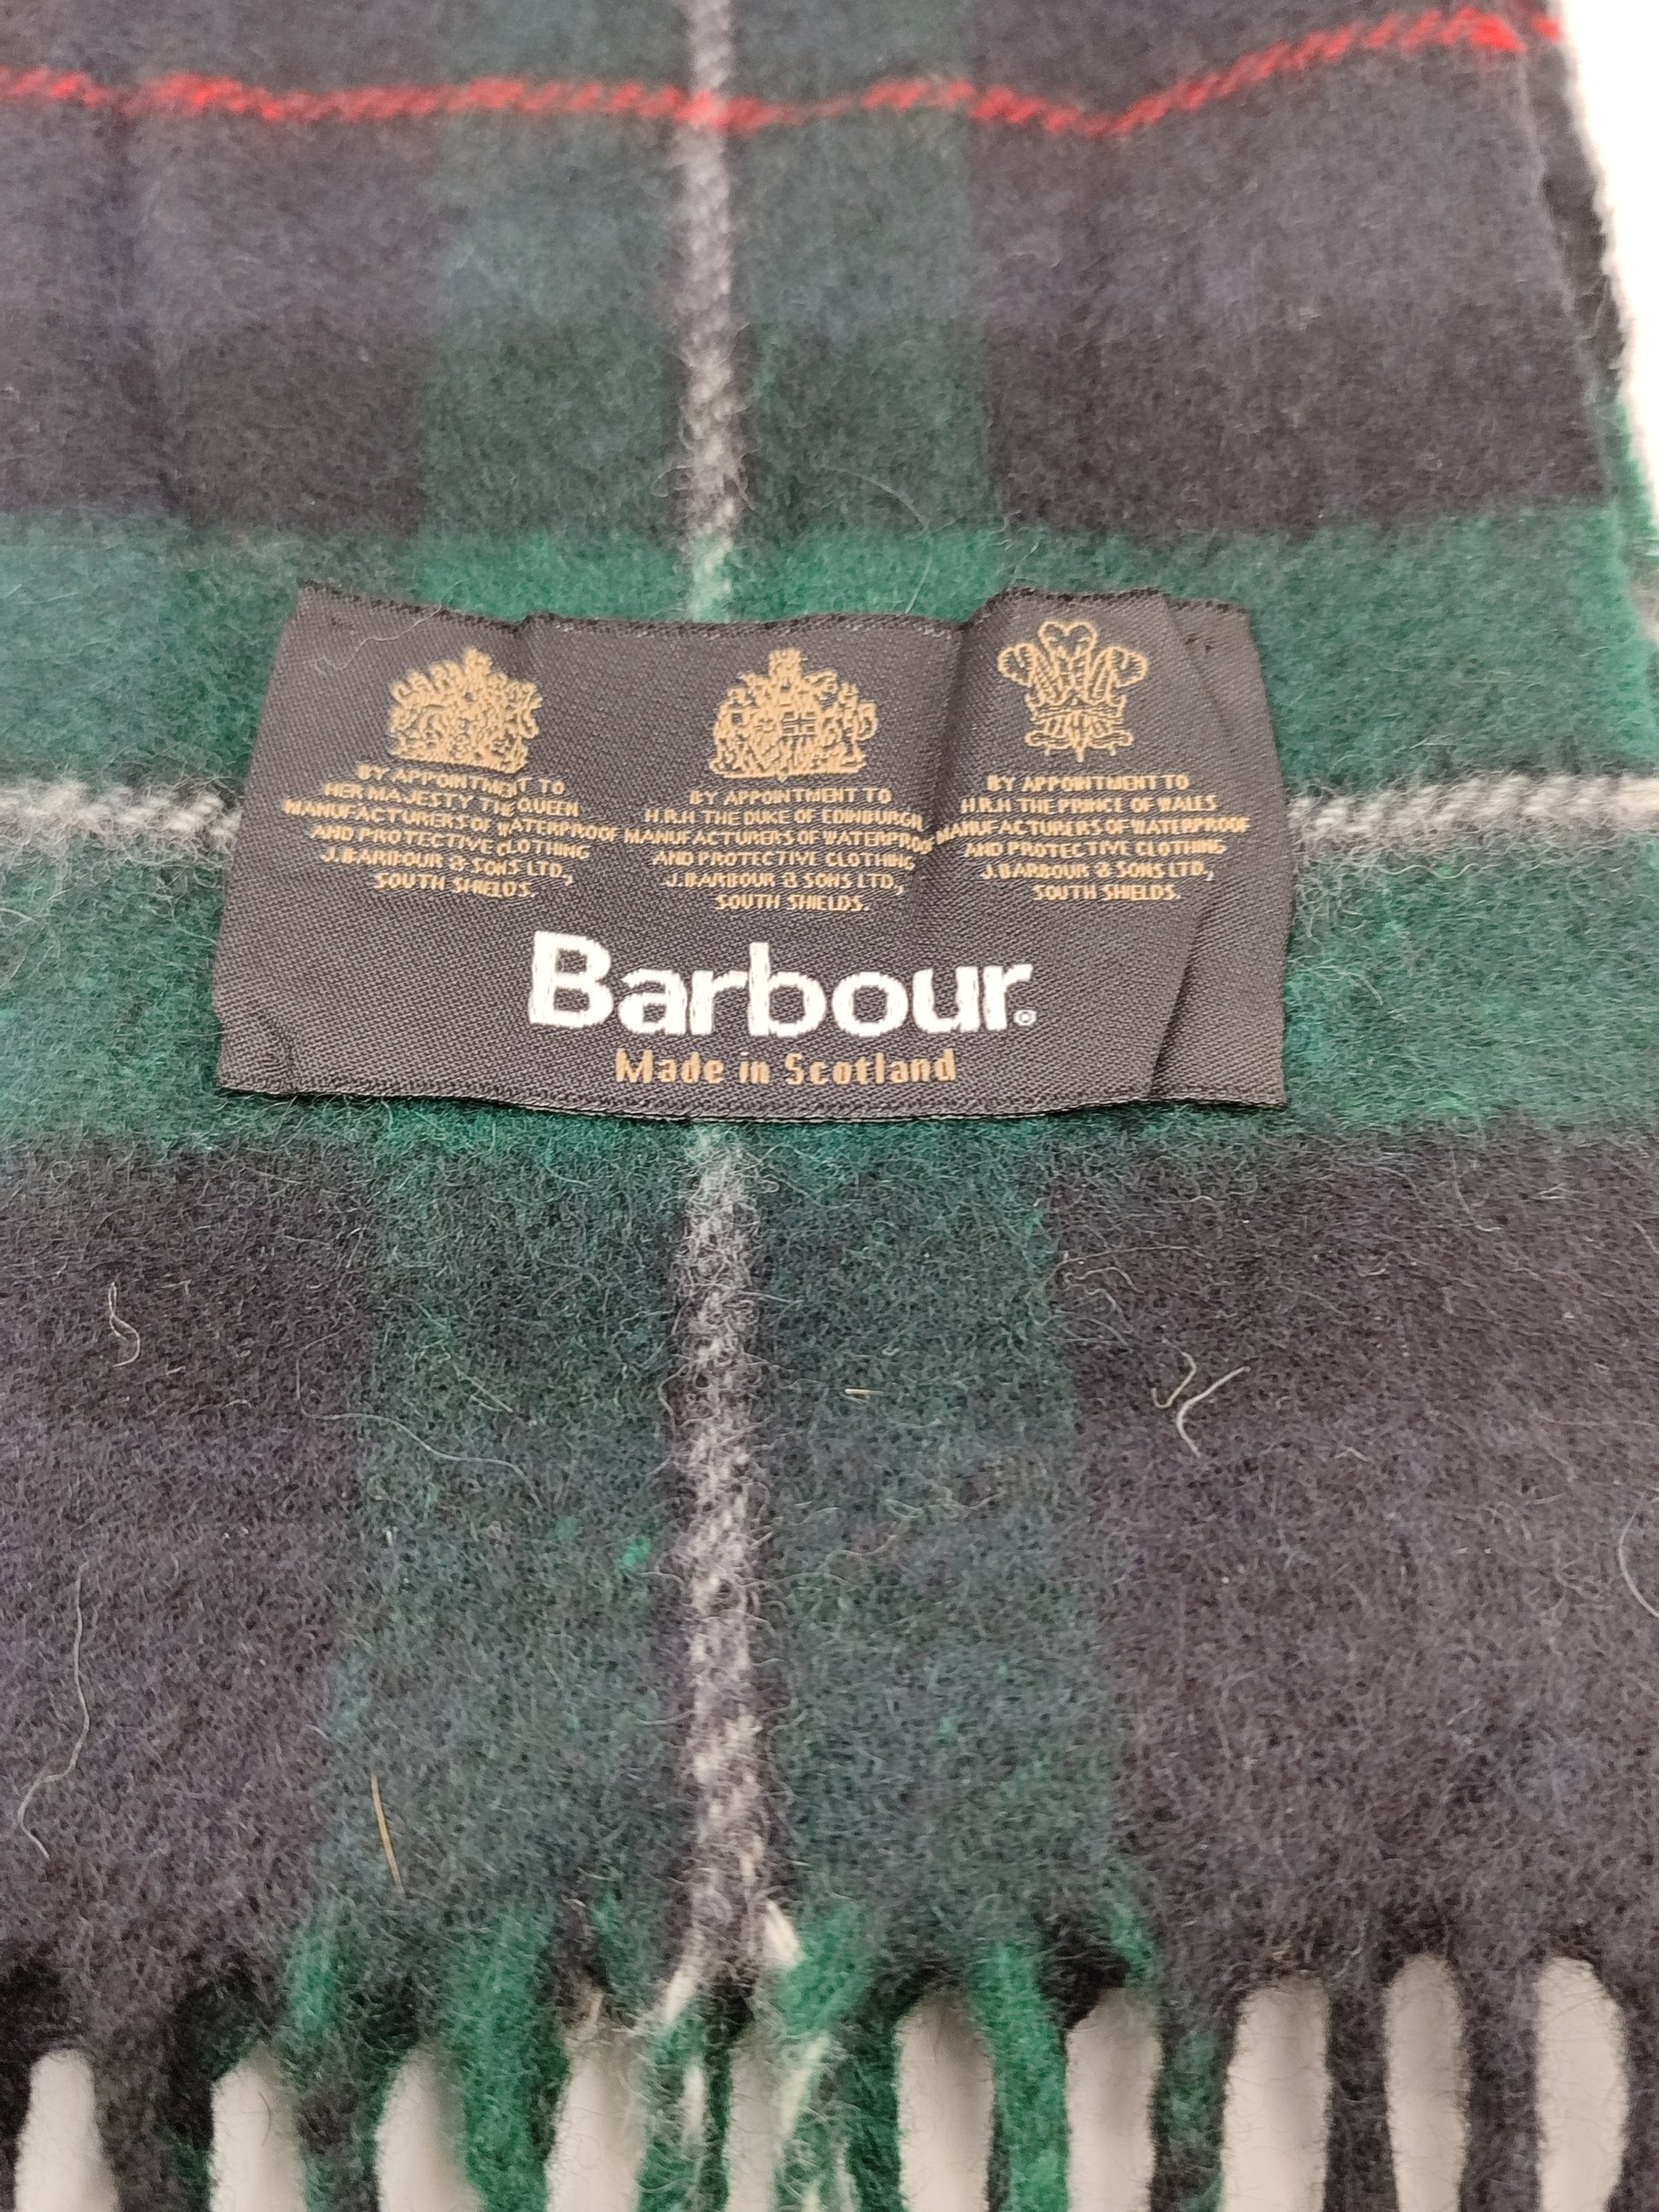 BY APPOINTMENT TO
HER MAJESTY THE QUEEN
MANUFACTURERS OF WATERPROOF
AND PROTECTIVE CLOTHING
J. BARBOUR & SONS LTD.,
SOUTH SHIELDS.
BY APPOINTMENT TO
H.R.H THE DUKE OF EDINBURGH
MANUFACTURERS OF WATERPROOF
AND PROTECTIVE CLOTHING
J. BARBOUR & SONS LTD.,
SOUTH SHIELDS.
BY APPOINTMENT TO
H.R.H THE PRINCE OF WALES
MANUFACTURERS OF WATERPROOF
AND PROTECTIVE CLOTHING
J. BARBOUR & SONS LTD.,
SOUTH SHIELDS.
Barbour®
Made in Scotland